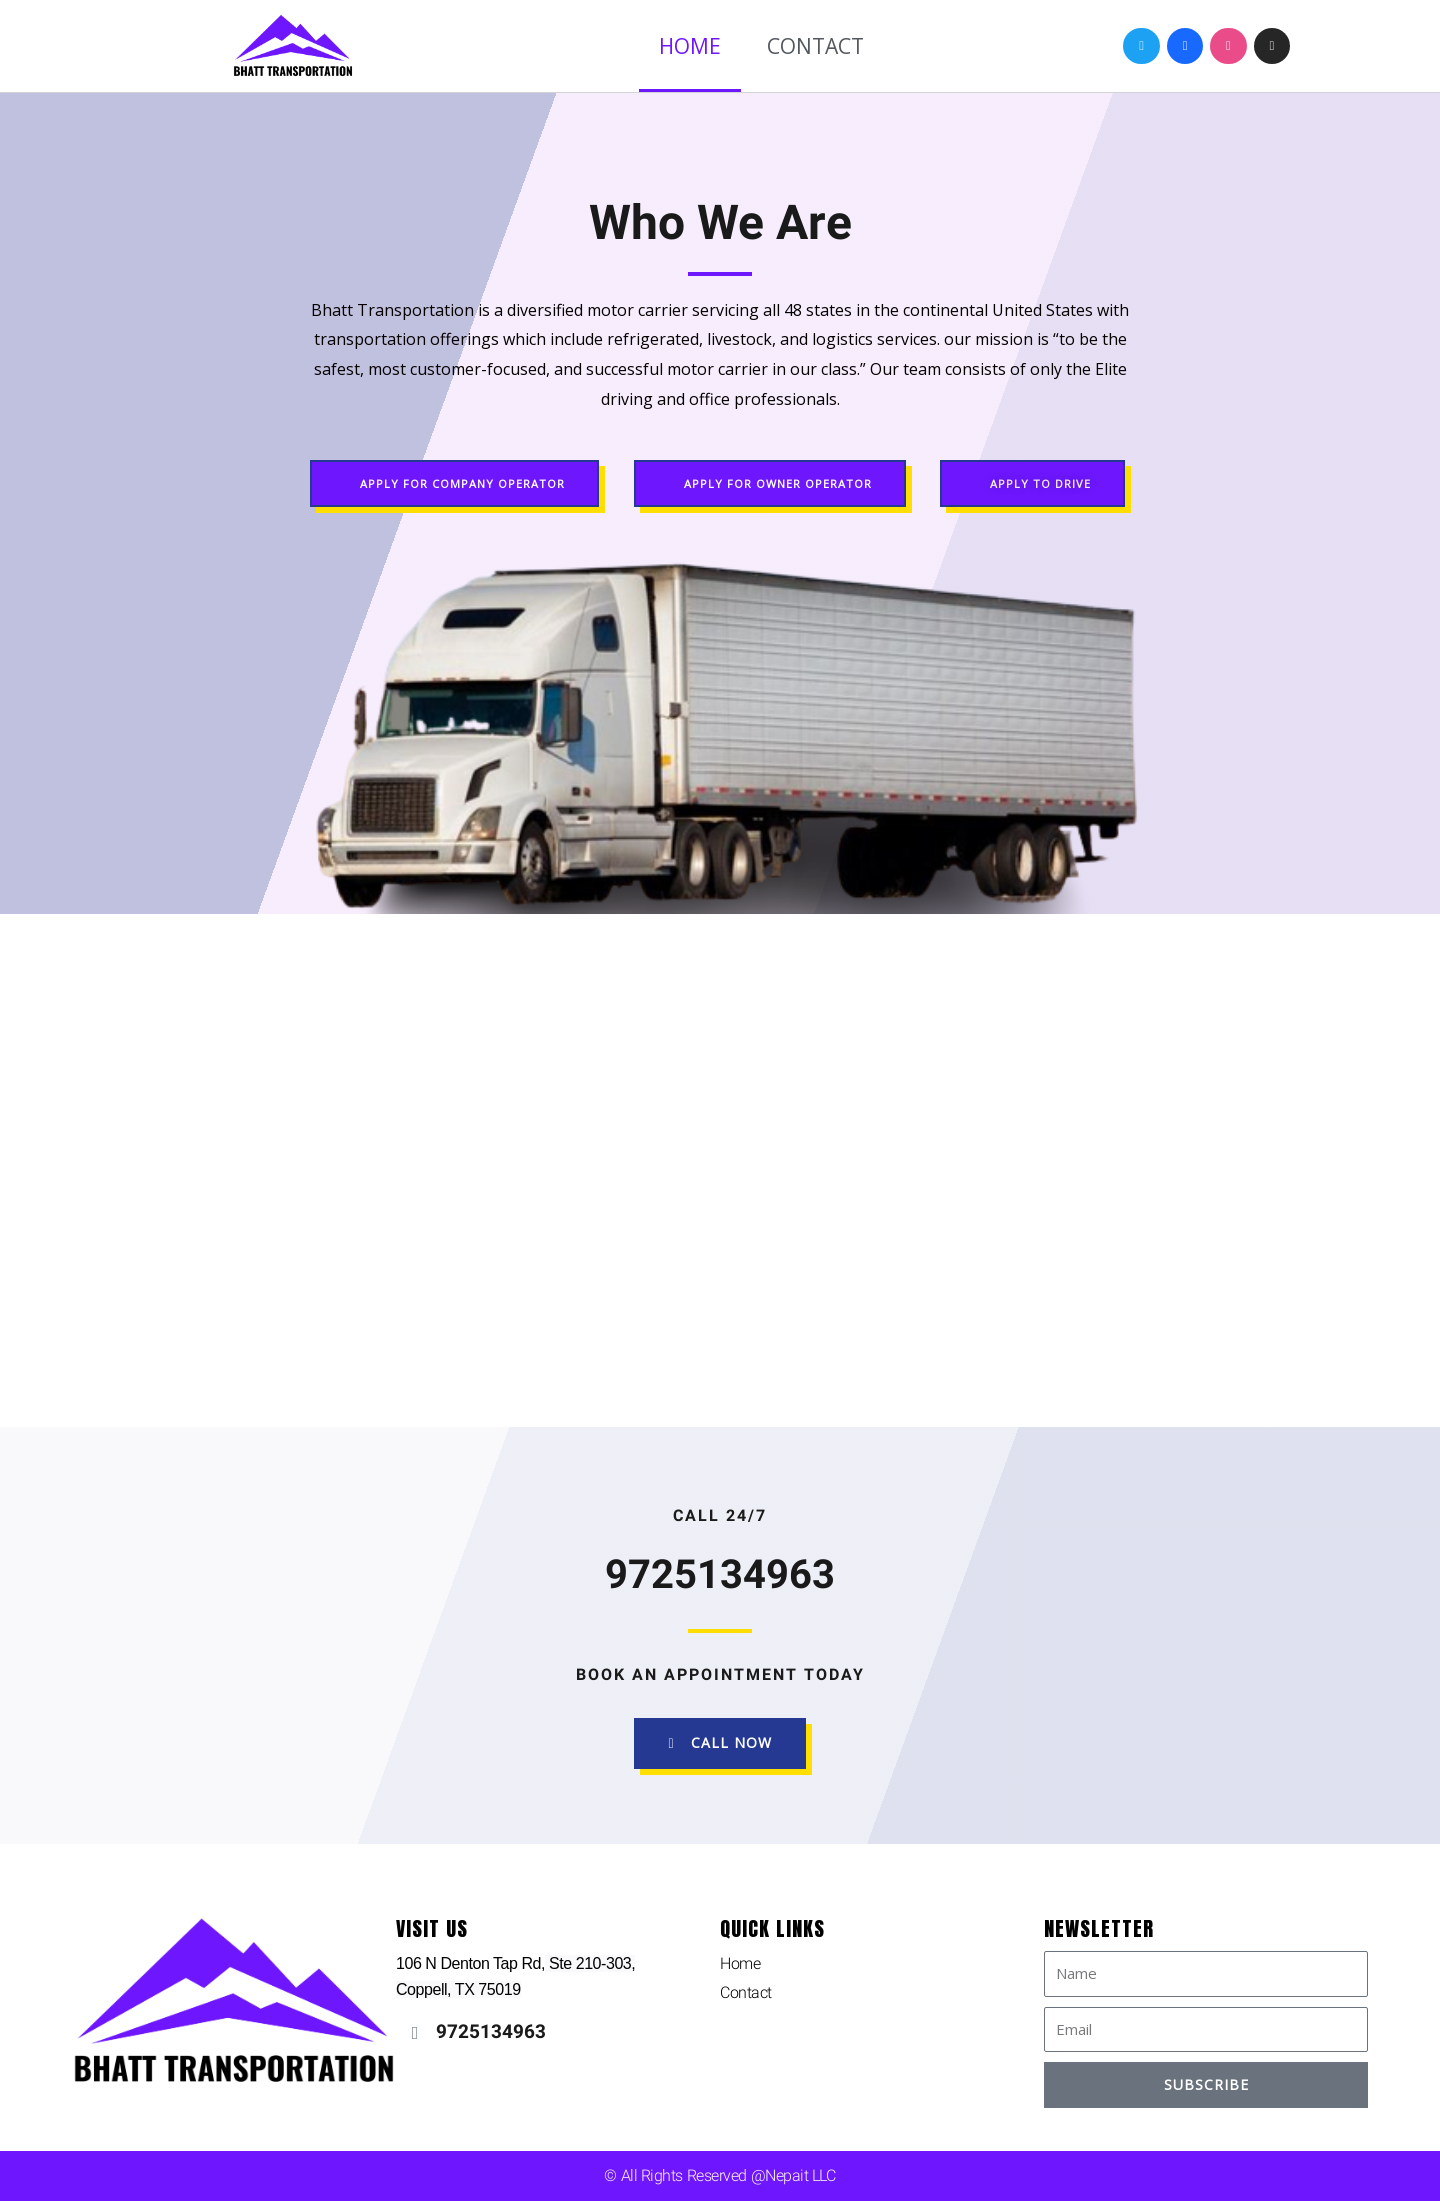 BHATT TRANSPORTATION
HOME
CONTACT
Who We Are
Bhatt Transportation is a diversified motor carrier servicing all 48 states in the continental United States with
transportation offerings which include refrigerated, livestock, and logistics services. our mission is “to be the
safest, most customer-focused, and successful motor carrier in our class.” Our team consists of only the Elite
driving and office professionals.
APPLY FOR COMPANY OPERATOR
APPLY FOR OWNER OPERATOR
APPLY TO DRIVE
CALL 24/7
9725134963
BOOK AN APPOINTMENT TODAY
CALL NOW
BHATT TRANSPORTATION
VISIT US
106 N Denton Tap Rd, Ste 210-303,
Coppell, TX 75019
9725134963
QUICK LINKS
Home
Contact
NEWSLETTER
Name
Email
SUBSCRIBE
© All Rights Reserved @Nepait LLC